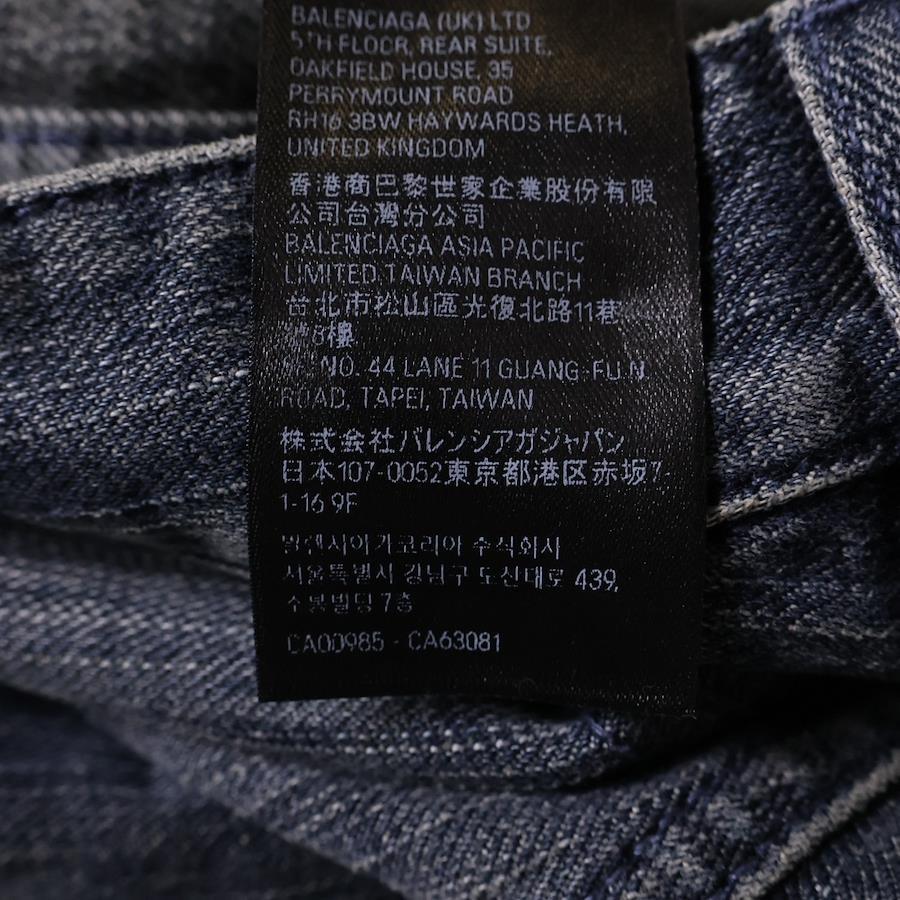 BALENCIAGA (UK) LTD
5TH FLOOR, REAR SUITE,
OAKFIELD HOUSE, 35
PERRYMOUNT ROAD
RH16 3BW HAYWARDS HEATH,
UNITED KINGDOM
香港商巴黎世家企業股份有限
公司台灣分公司
BALENCIAGA ASIA PACIFIC
LIMITED,TAIWAN BRANCH
台北市松山區光復北路11巷
8樓
NO. 44 LANE 11 GUANG-FU N.
ROAD, TAPEI, TAIWAN
株式会社バレンシアガジャパン
日本107-0052東京都港区赤坂7-
1-16 9F
발렌시아가코리아 주식회사
서울특별시 강남구 도산대로 439,
7층
CA00985 - CA63081